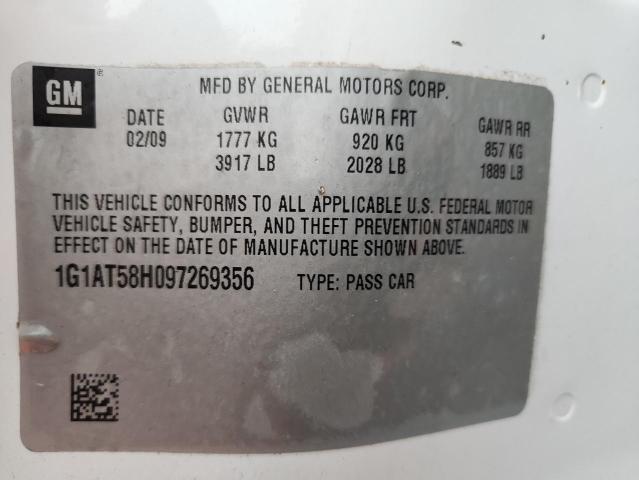 GM ®
MFD BY GENERAL MOTORS CORP.
DATE GVWR GAWR FRT GAWR RR
02/09 1777 KG 920 KG 857 KG
3917 LB 2028 LB 1889 LB
THIS VEHICLE CONFORMS TO ALL APPLICABLE U.S. FEDERAL MOTOR
VEHICLE SAFETY, BUMPER, AND THEFT PREVENTION STANDARDS IN
EFFECT ON THE DATE OF MANUFACTURE SHOWN ABOVE.
1G1AT58H097269356 TYPE: PASS CAR